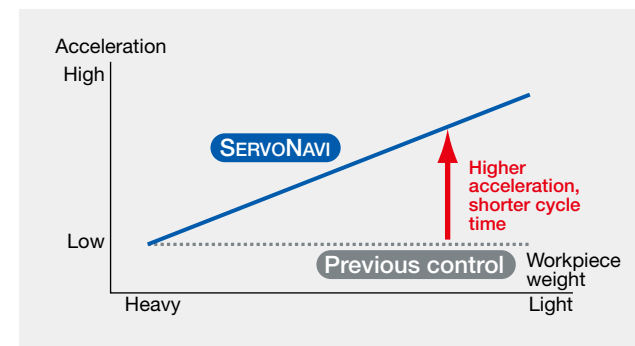 Acceleration
High
SERVONAVI
Higher
acceleration,
shorter cycle
time
Low
Previous control
Workpiece
weight
Heavy
Light